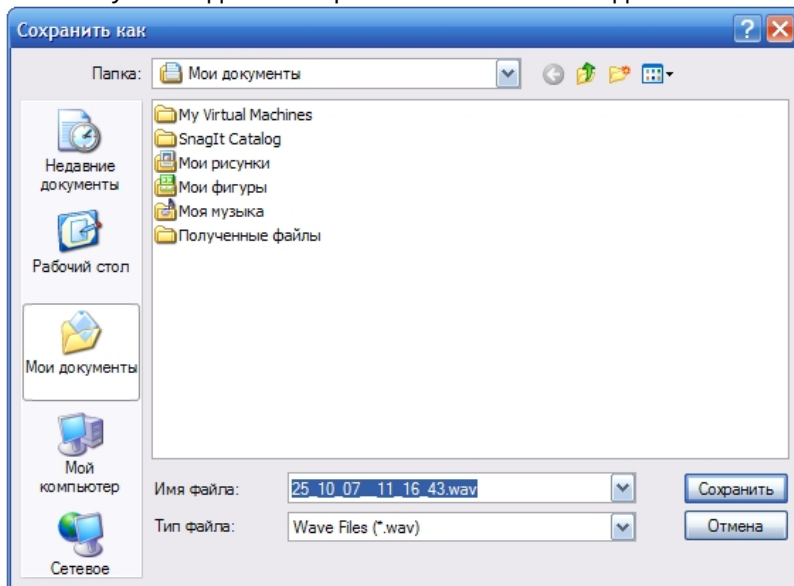 Сохранить как
Папка:
Мои документы
My Virtual Machines
SnagIt Catalog
Мои рисунки
Мои фигуры
Моя музыка
Полученные файлы
Недавние
документы
Рабочий стол
Мои документы
Мой
компьютер
Сетевое
Имя файла:
25_10_07__11_16_43.wav
Сохранить
Тип файла:
Wave Files (*.wav)
Отмена